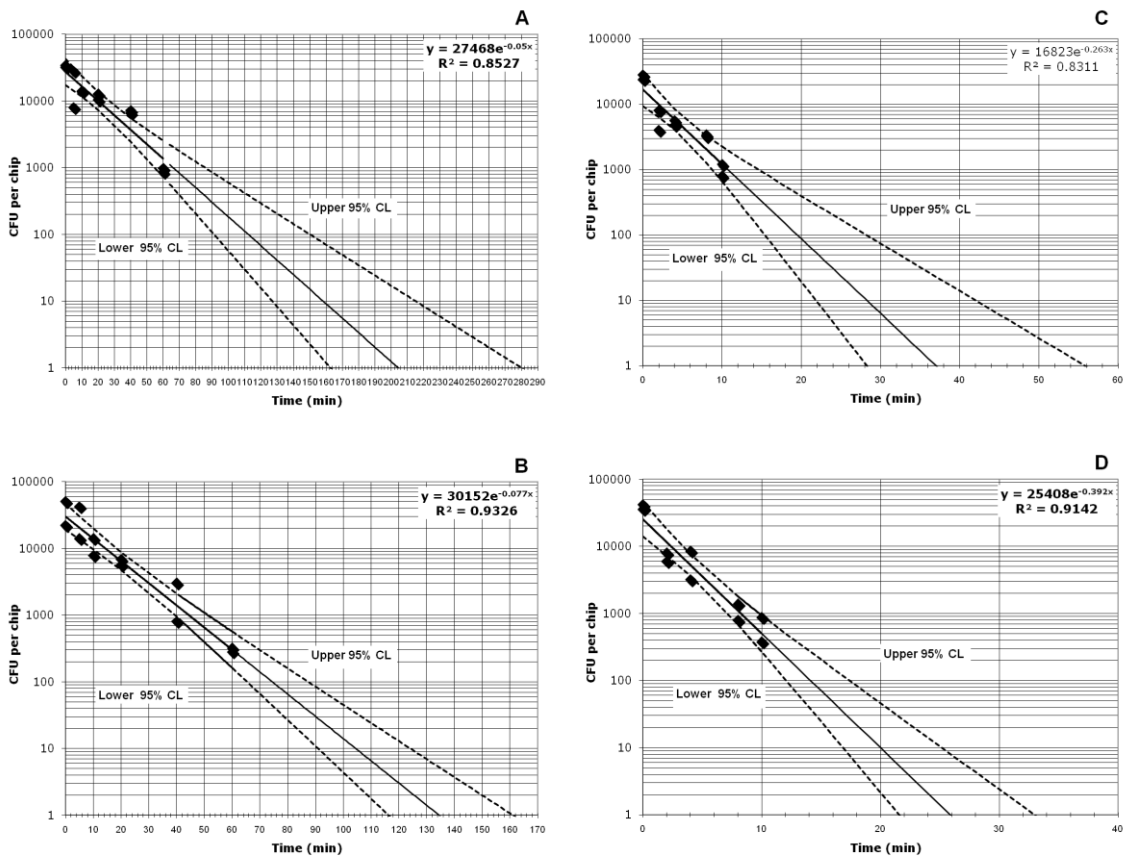 A
100000
10000
1000
100
10
1
CFU per chip
y = 27468e^-0.05x
R² = 0.8527
Upper 95% CL
Lower 95% CL
0 10 20 30 40 50 60 70 80 90 100 110 120 130 140 150 160 170 180 190 200 210 220 230 240 250 260 270 280 290
Time (min)
C
100000
10000
1000
100
10
1
CFU per chip
y = 16823e^-0.263x
R² = 0.8311
Upper 95% CL
Lower 95% CL
0 10 20 30 40 50 60
Time (min)
B
100000
10000
1000
100
10
1
CFU per chip
y = 30152e^-0.077x
R² = 0.9326
Upper 95% CL
Lower 95% CL
0 10 20 30 40 50 60 70 80 90 100 110 120 130 140 150 160 170
Time (min)
D
100000
10000
1000
100
10
1
CFU per chip
y = 25408e^-0.392x
R² = 0.9142
Upper 95% CL
Lower 95% CL
0 10 20 30 40
Time (min)